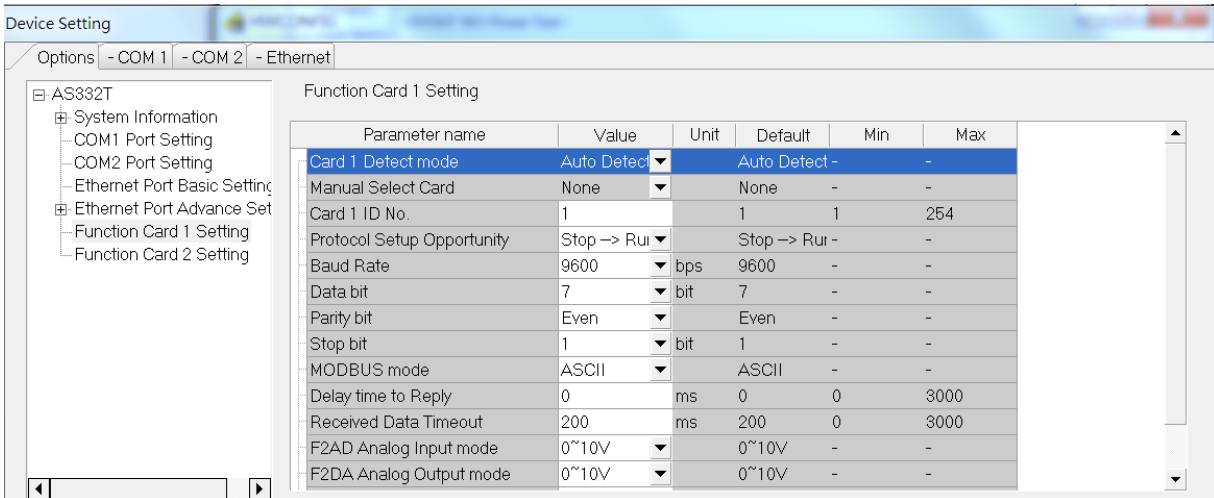 Device Setting
Options - COM 1 - COM 2 - Ethernet
AS332T
System Information
COM1 Port Setting
COM2 Port Setting
Ethernet Port Basic Setting
Ethernet Port Advance Set
Function Card 1 Setting
Function Card 2 Setting
Function Card 1 Setting
Parameter name Value Unit Default Min Max
Card 1 Detect mode Auto Detect Auto Detect - -
Manual Select Card None None - -
Card 1 ID No. 1 1 1 254
Protocol Setup Opportunity Stop —> Rui Stop —> Rui - -
Baud Rate 9600 bps 9600 - -
Data bit 7 bit 7 - -
Parity bit Even Even - -
Stop bit 1 bit 1 - -
MODBUS mode ASCII ASCII - -
Delay time to Reply 0 ms 0 0 3000
Received Data Timeout 200 ms 200 0 3000
F2AD Analog Input mode 0~10V 0~10V - -
F2DA Analog Output mode 0~10V 0~10V - -